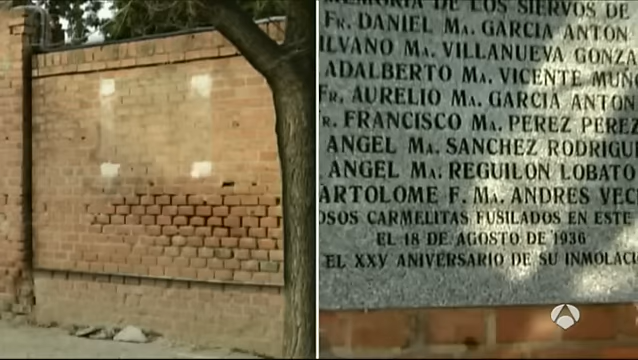 MEMORIA DE LOS SIERVOS DE
FR. DANIEL MA. GARCIA ANTON
ILVANO MA. VILLANUEVA GONZA
ADALBERTO MA. VICENTE MUÑ
FR. AURELIO MA. GARCIA ANTON
R. FRANCISCO MA. PEREZ PEREZ
ANGEL MA. SANCHEZ RODRIGUE
ANGEL MA. REGUILON LOBATO
ARTOLOME F. MA. ANDRES VEC
OSOS CARMELITAS FUSILADOS EN ESTE
EL 18 DE AGOSTO DE 1936
EL XXV ANIVERSARIO DE SU INMOLAC